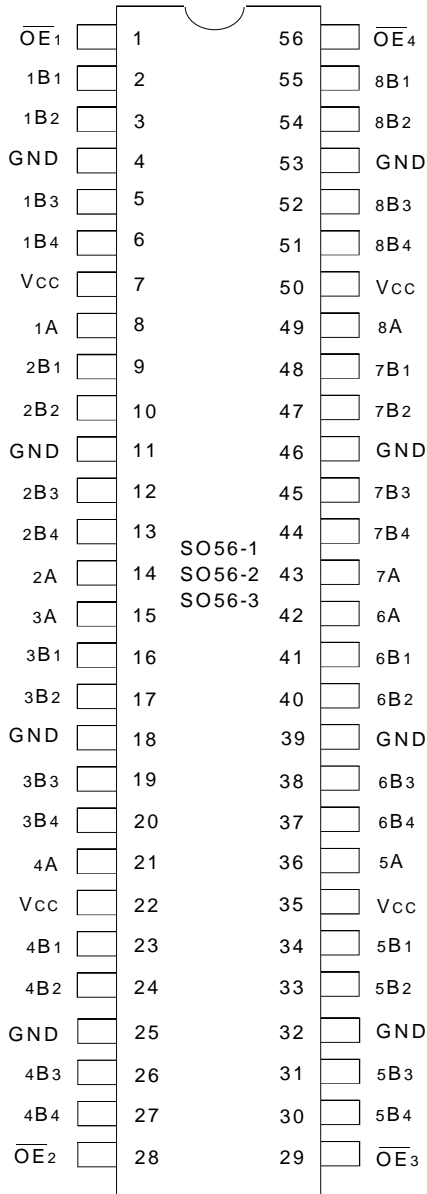 OE1 1 56 OE4
1B1 2 55 8B1
1B2 3 54 8B2
GND 4 53 GND
1B3 5 52 8B3
1B4 6 51 8B4
VCC 7 50 VCC
1A 8 49 8A
2B1 9 48 7B1
2B2 10 47 7B2
GND 11 46 GND
2B3 12 45 7B3
2B4 13 44 7B4
SO56-1
2A 14 SO56-2 43 7A
SO56-3
3A 15 42 6A
3B1 16 41 6B1
3B2 17 40 6B2
GND 18 39 GND
3B3 19 38 6B3
3B4 20 37 6B4
4A 21 36 5A
VCC 22 35 VCC
4B1 23 34 5B1
4B2 24 33 5B2
GND 25 32 GND
4B3 26 31 5B3
4B4 27 30 5B4
OE2 28 29 OE3